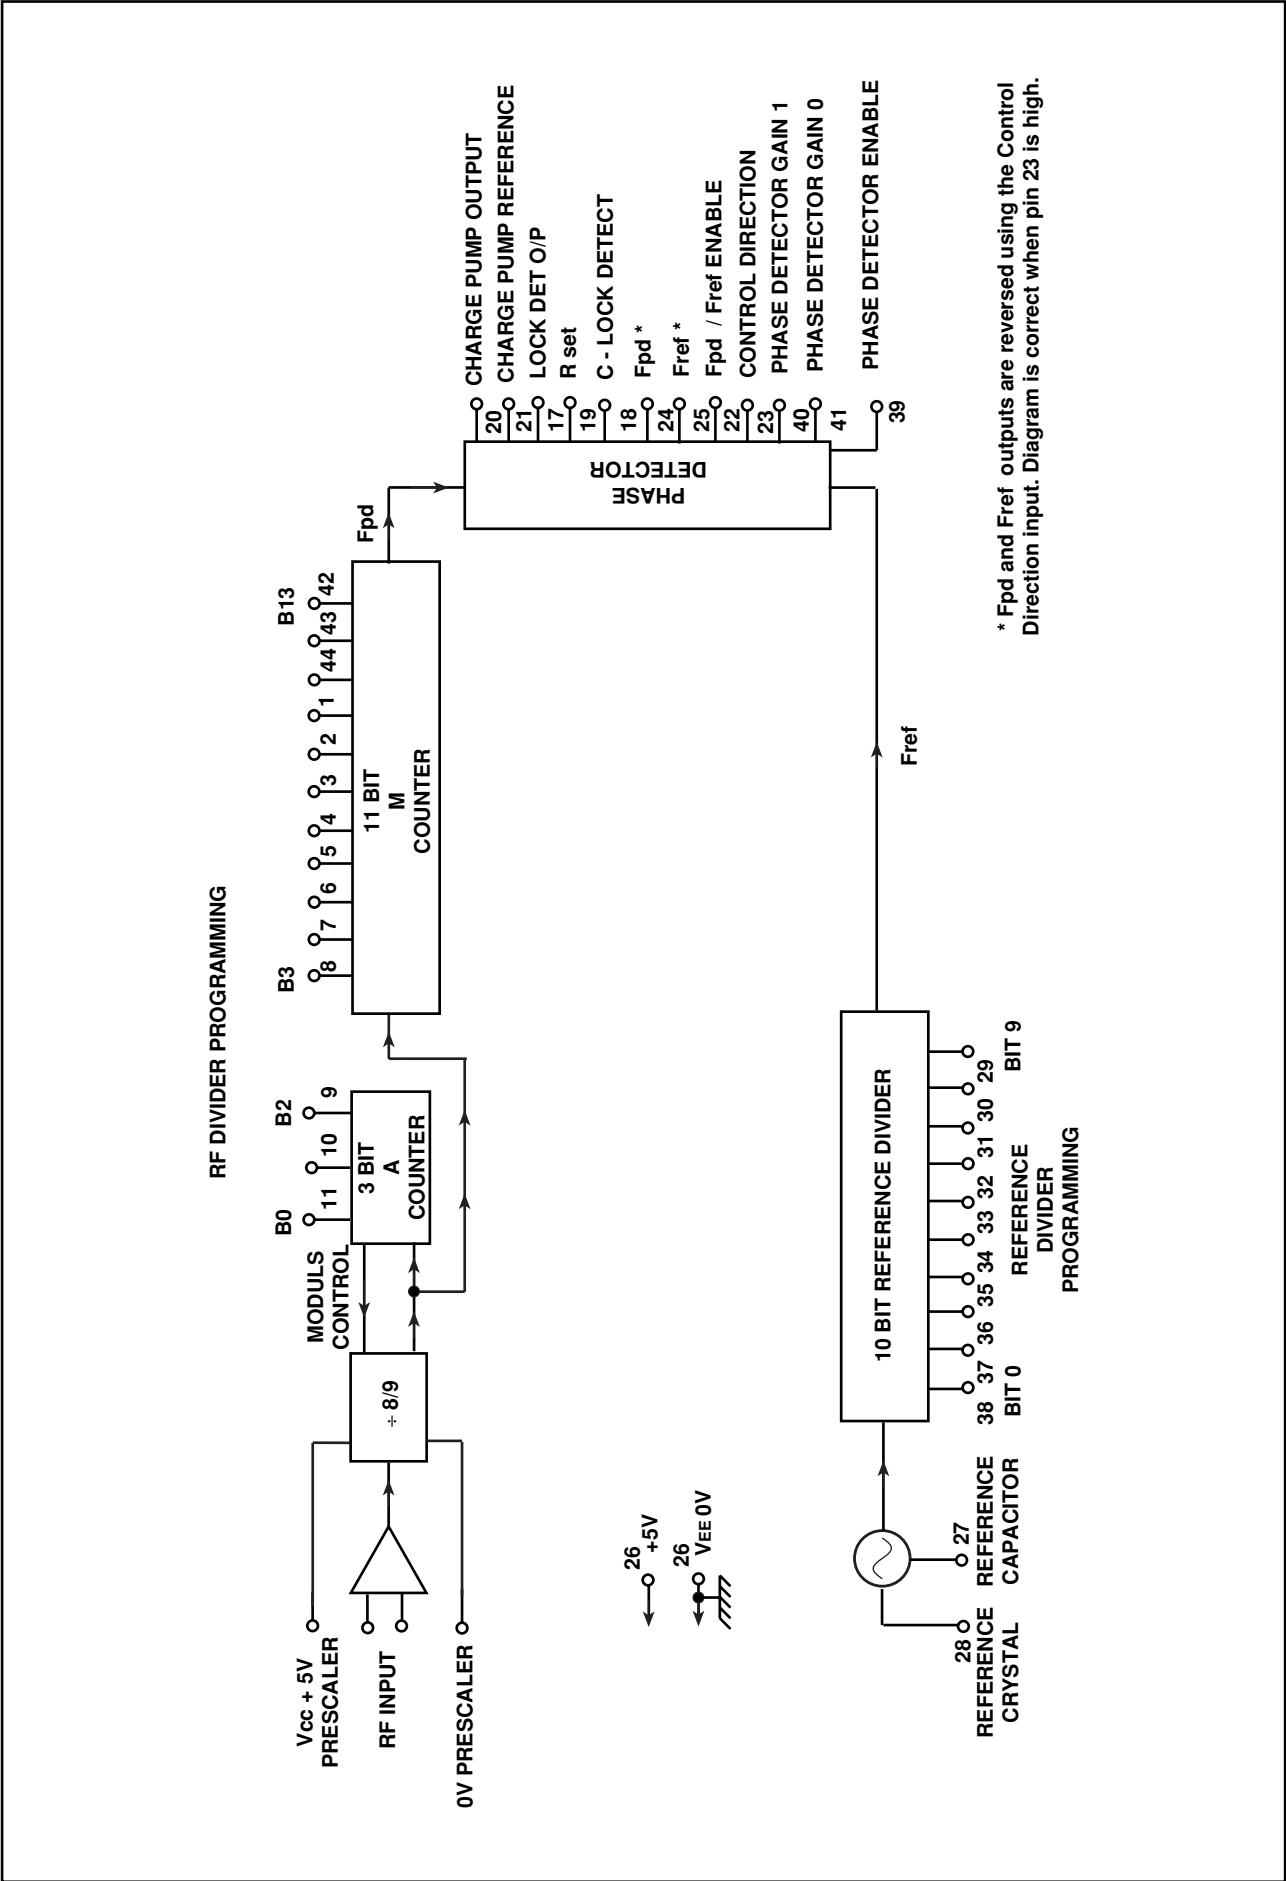 RF DIVIDER PROGRAMMING
B0
B2
B3
B13
11
10
9
8
7
6
5
4
3
2
1
44
43
42
Vcc + 5V
PRESCALER
RF INPUT
0V PRESCALER
÷ 8/9
MODULS
CONTROL
3 BIT
A
COUNTER
11 BIT
M
COUNTER
Fpd
PHASE
DETECTOR
20
CHARGE PUMP OUTPUT
21
CHARGE PUMP REFERENCE
17
LOCK DET O/P
19
R set
18
C - LOCK DETECT
24
Fpd *
25
Fref *
22
Fpd / Fref ENABLE
23
CONTROL DIRECTION
40
PHASE DETECTOR GAIN 1
41
PHASE DETECTOR GAIN 0
39
PHASE DETECTOR ENABLE
26
+5V
26
VEE 0V
28
REFERENCE
CRYSTAL
27
REFERENCE
CAPACITOR
10 BIT REFERENCE DIVIDER
Fref
38
37
36
35
34
33
32
31
30
29
BIT 0
BIT 9
REFERENCE
DIVIDER
PROGRAMMING
* Fpd and Fref outputs are reversed using the Control
Direction input. Diagram is correct when pin 23 is high.